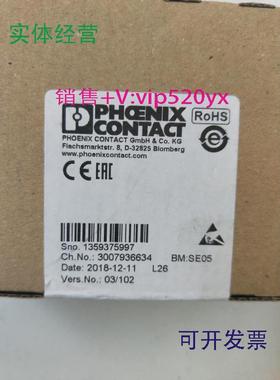 实体经营
销售+V:vip520yx
PHŒNIX
CONTACT
RoHS
PHOENIX CONTACT GmbH & Co. KG
Flachsmarktstr. 8, D-32825 Blomberg
www.phoenixcontact.com
CE EAC
Sno. 1359375997
Ch.No.: 3007936634 BM:SE05
Date: 2018-12-11 L26
Vers.No.: 03/102
可开发票